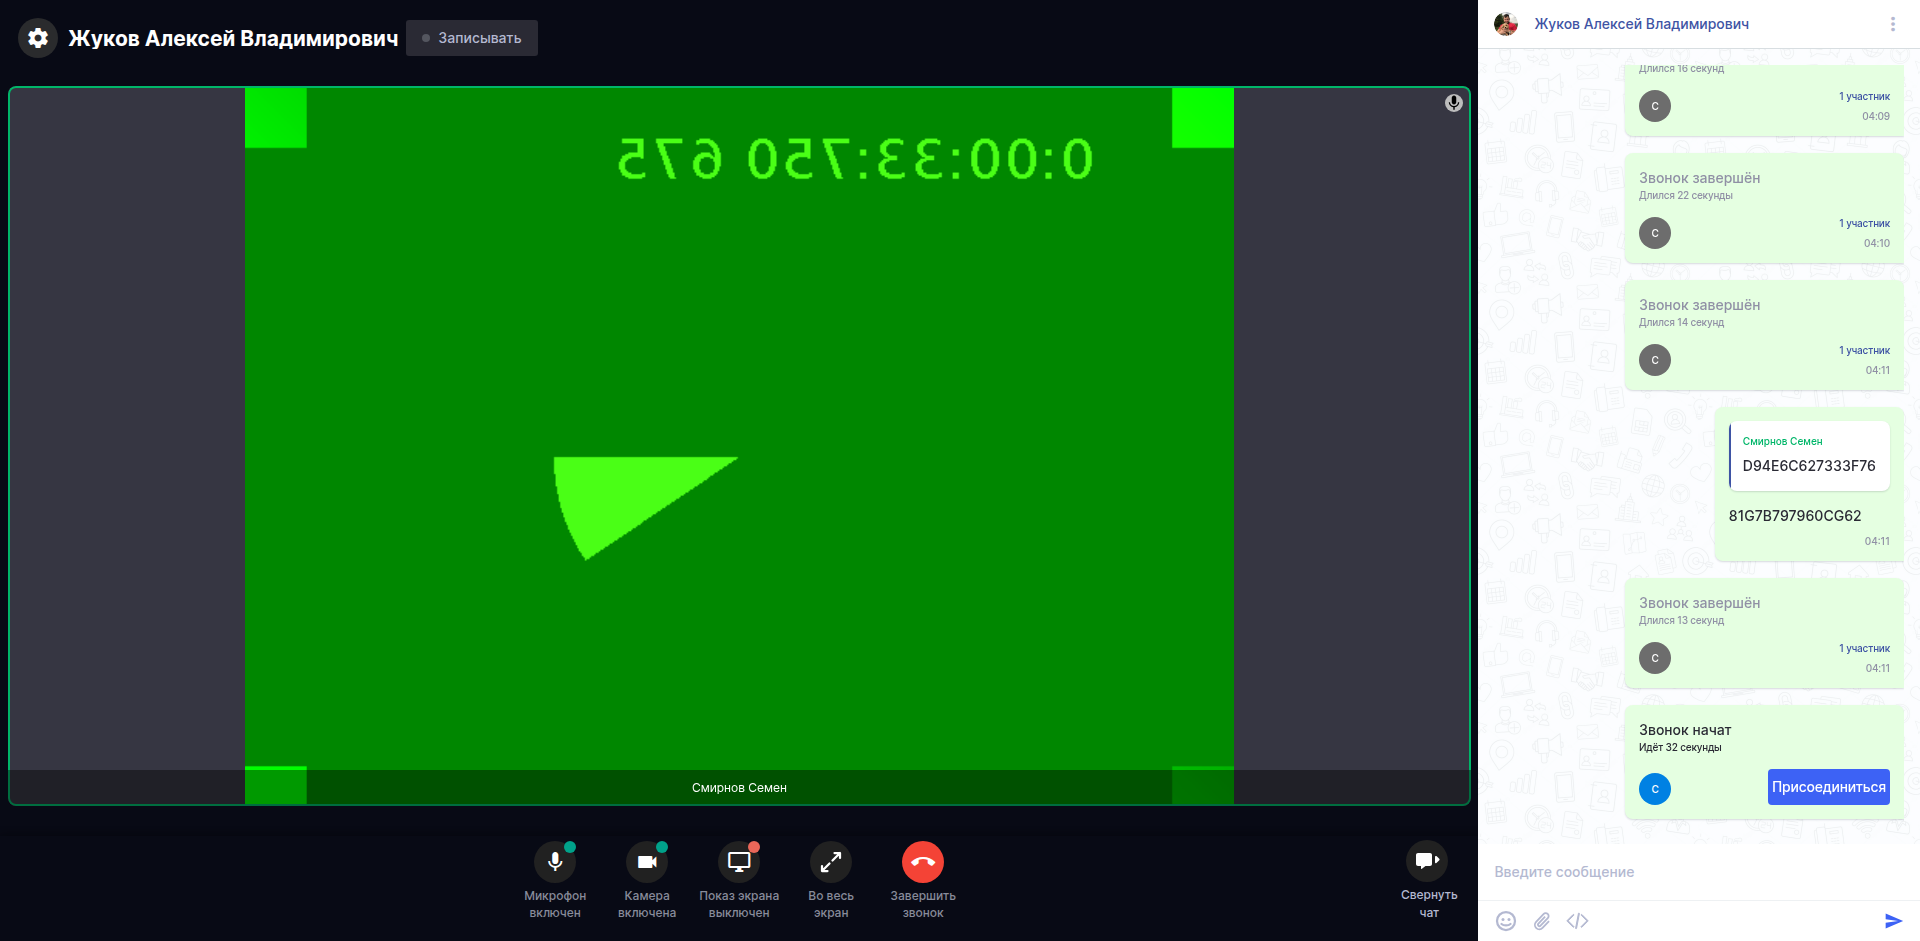 Жуков Алексей Владимирович
Записывать
0:00:33:750 675
Смирнов Семен
Микрофон включен
Камера включена
Показ экрана выключен
Во весь экран
Завершить звонок
Свернуть чат
Жуков Алексей Владимирович
Длился 16 секунд
С
1 участник
04:09
Звонок завершён
Длился 22 секунды
С
1 участник
04:10
Звонок завершён
Длился 14 секунд
С
1 участник
04:11
Смирнов Семен
D94E6C627333F76
81G7B797960CG62
04:11
Звонок завершён
Длился 13 секунд
С
1 участник
04:11
Звонок начат
Идёт 32 секунды
С
Присоединиться
Введите сообщение